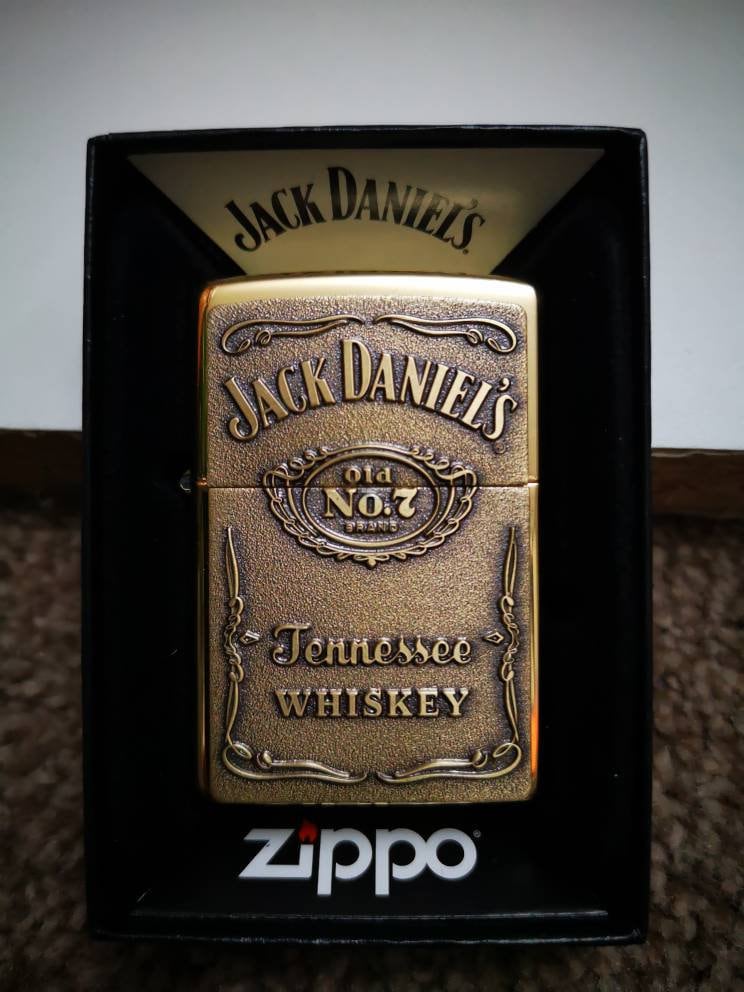 JACK DANIEL'S
JACK DANIEL'S
Old
No.7
BRAND
Tennessee
WHISKEY
zippo®